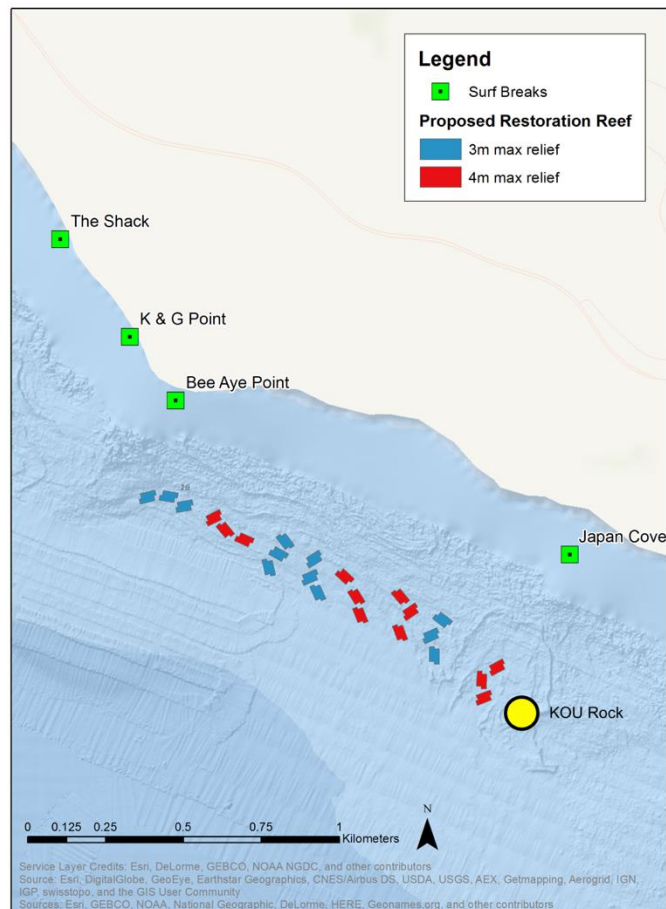 Legend
Surf Breaks
Proposed Restoration Reef
3m max relief
4m max relief
The Shack
K & G Point
Bee Aye Point
Japan Cove
KOU Rock
N
0 0.125 0.25 0.5 0.75 1
Kilometers
Service Layer Credits: Esri, DeLorme, GEBCO, NOAA NGDC, and other contributors
Source: Esri, DigitalGlobe, GeoEye, Earthstar Geographics, CNES/Airbus DS, USDA, USGS, AEX, Getmapping, Aerogrid, IGN,
IGP, swisstopo, and the GIS User Community
Sources: Esri, GEBCO, NOAA, National Geographic, DeLorme, HERE, Geonames.org, and other contributors